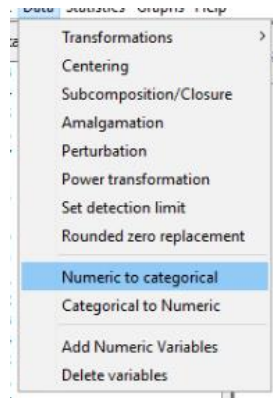 Data Statistics Graphs Help
Transformations
Centering
Subcomposition/Closure
Amalgamation
Perturbation
Power transformation
Set detection limit
Rounded zero replacement
Numeric to categorical
Categorical to Numeric
Add Numeric Variables
Delete variables